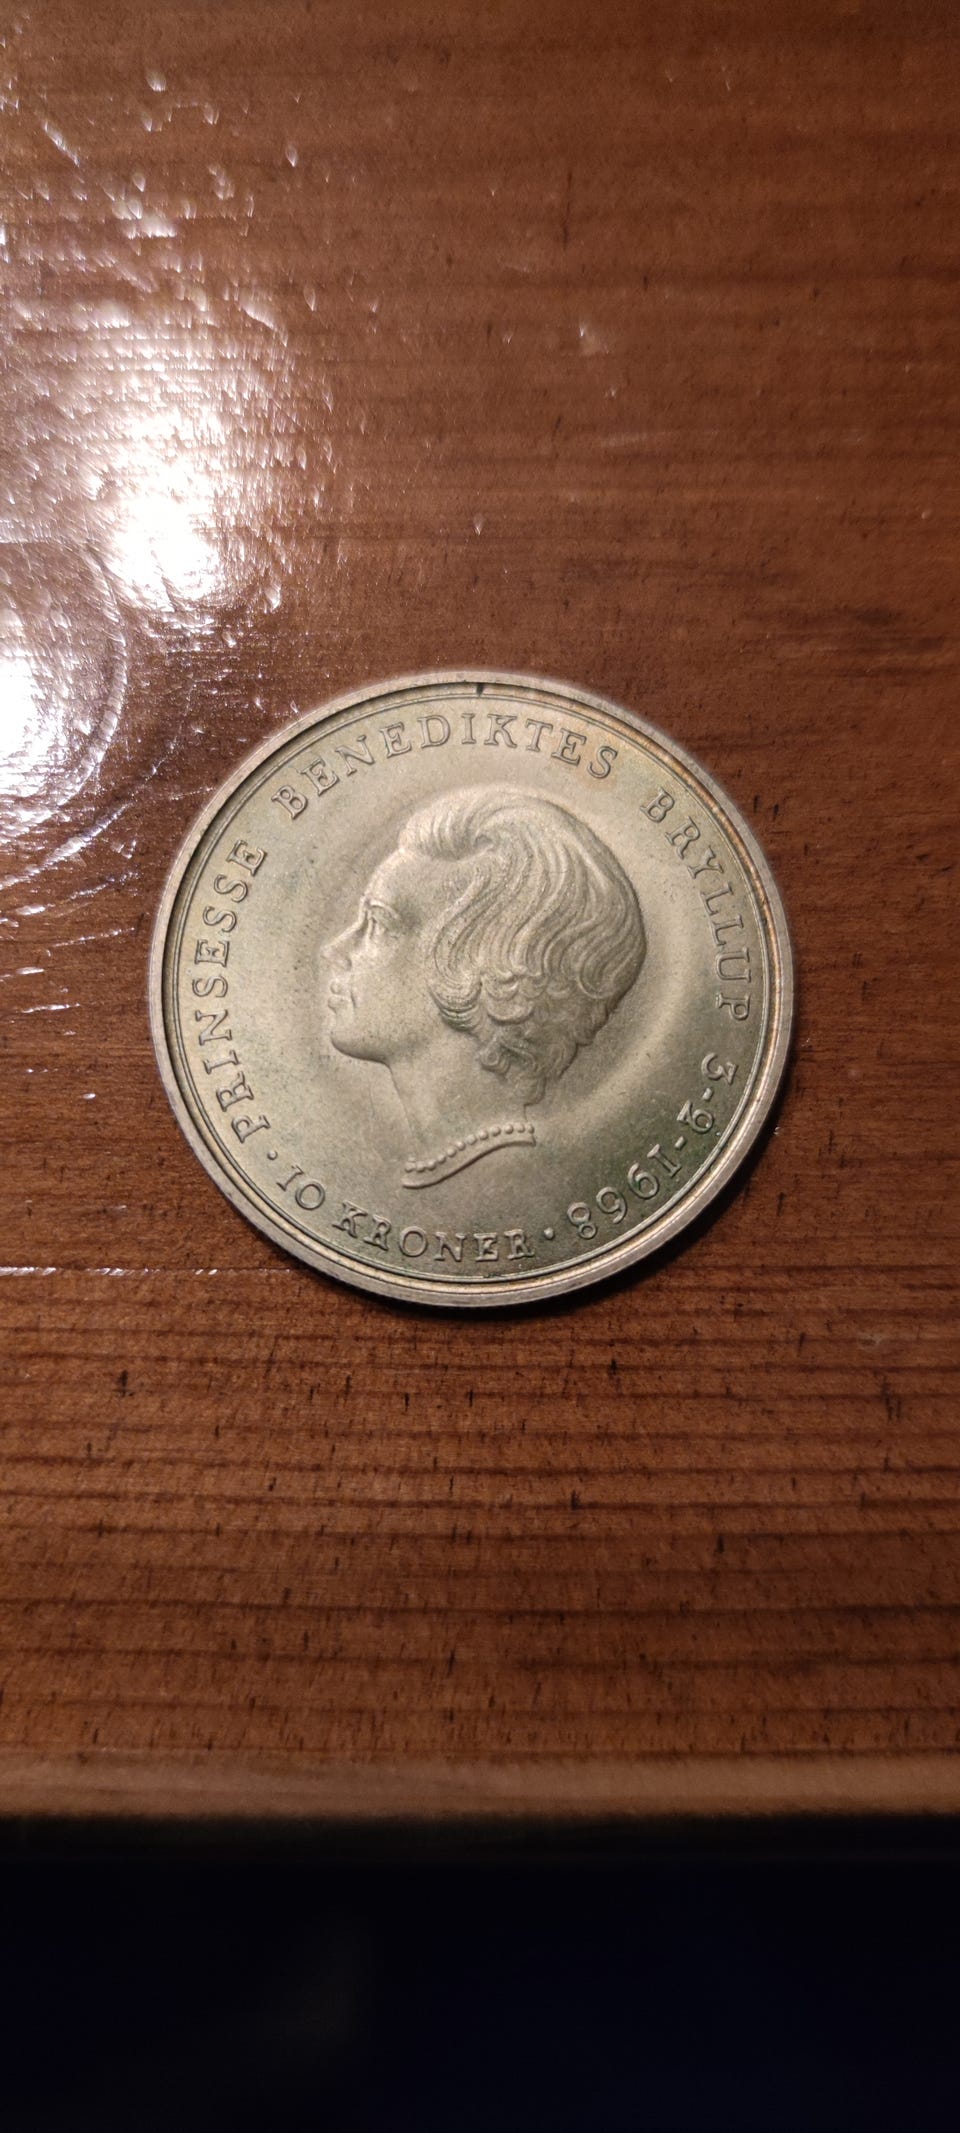 PRINSESSE BENEDIKTES BRYLLUP 3-2-1968
· 10 KRONER ·